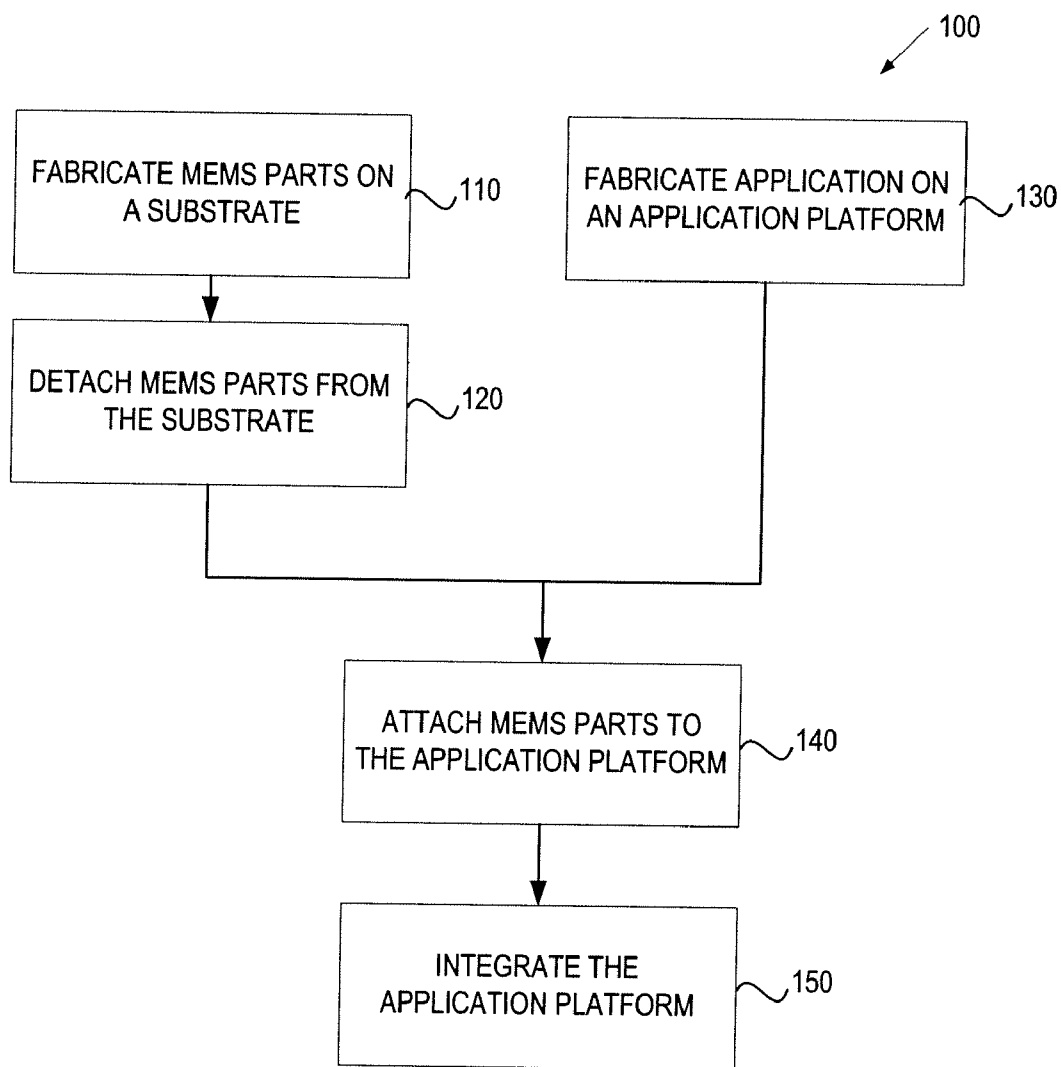 100
FABRICATE MEMS PARTS ON
A SUBSTRATE
110
FABRICATE APPLICATION ON
AN APPLICATION PLATFORM
130
DETACH MEMS PARTS FROM
THE SUBSTRATE
120
ATTACH MEMS PARTS TO
THE APPLICATION PLATFORM
140
INTEGRATE THE
APPLICATION PLATFORM
150